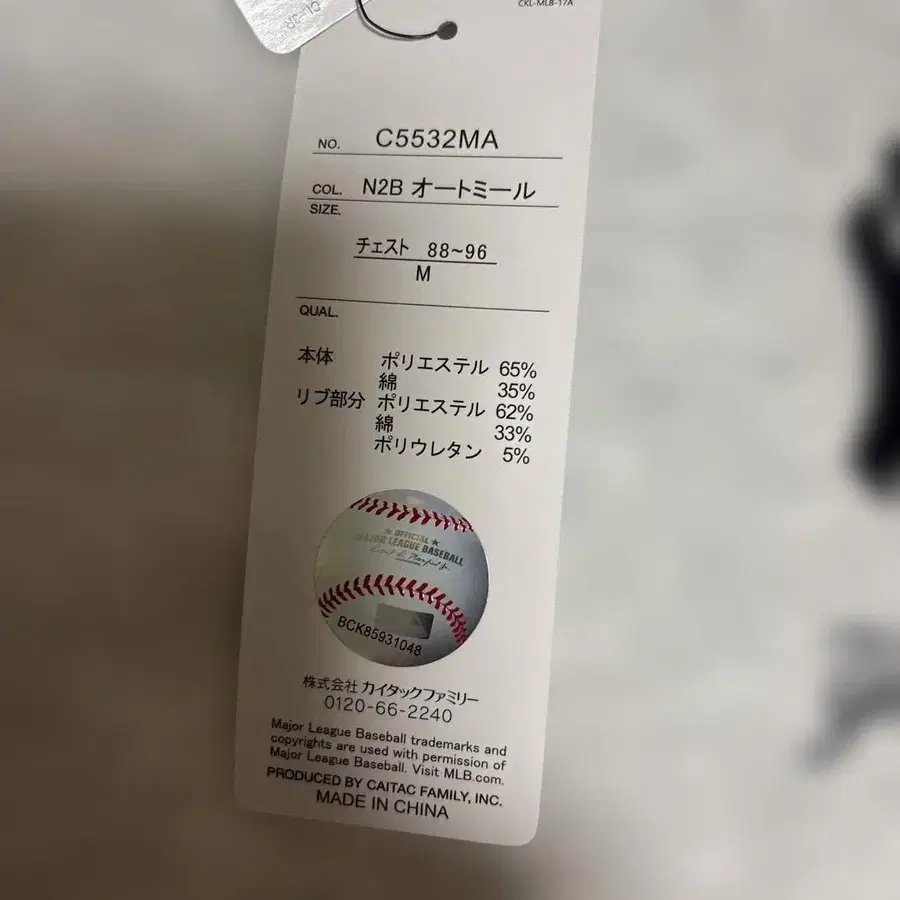 CL-3R
CKL-MLB-17A
NO. C5532MA
COL. N2B オートミール
SIZE.
チェスト 88~96
M
QUAL.
本体 ポリエステル 65%
綿 35%
リブ部分 ポリエステル 62%
綿 33%
ポリウレタン 5%
★ OFFICIAL ★
MAJOR LEAGUE BASEBALL
BCK85931048
株式会社 カイタックファミリー
0120-66-2240
Major League Baseball trademarks and
copyrights are used with permission of
Major League Baseball. Visit MLB.com.
PRODUCED BY CAITAC FAMILY, INC.
MADE IN CHINA